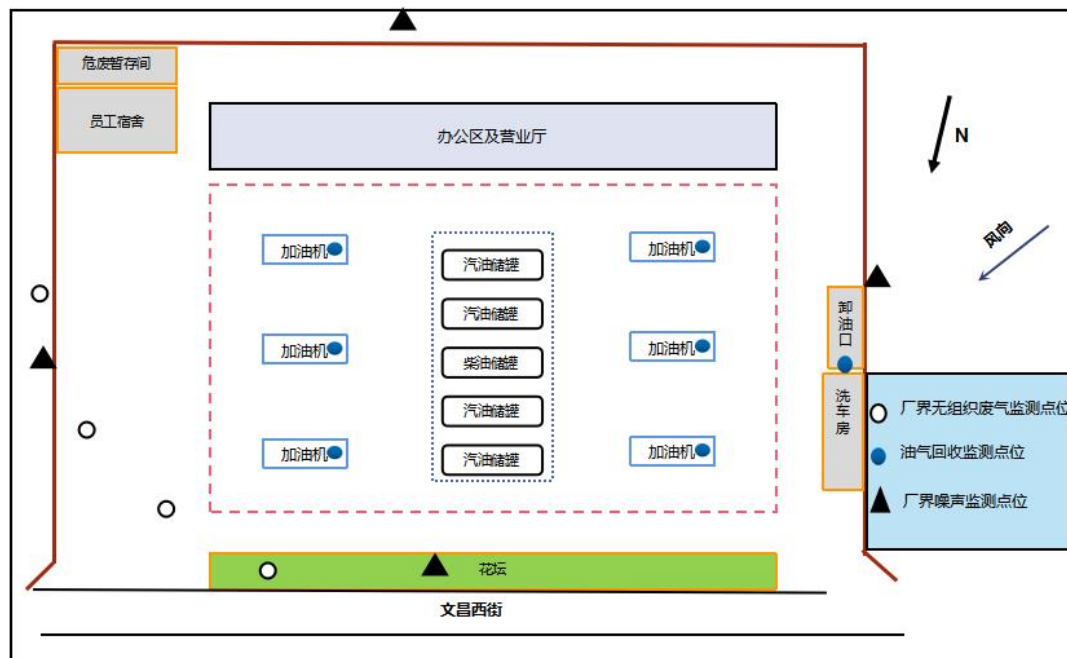 危废暂存间
员工宿舍
办公区及营业厅
N
风向
加油机
加油机
汽油储罐
汽油储罐
加油机
加油机
柴油储罐
汽油储罐
加油机
加油机
汽油储罐
卸油口
洗车房
厂界无组织废气监测点位
油气回收监测点位
厂界噪声监测点位
花坛
文昌西街